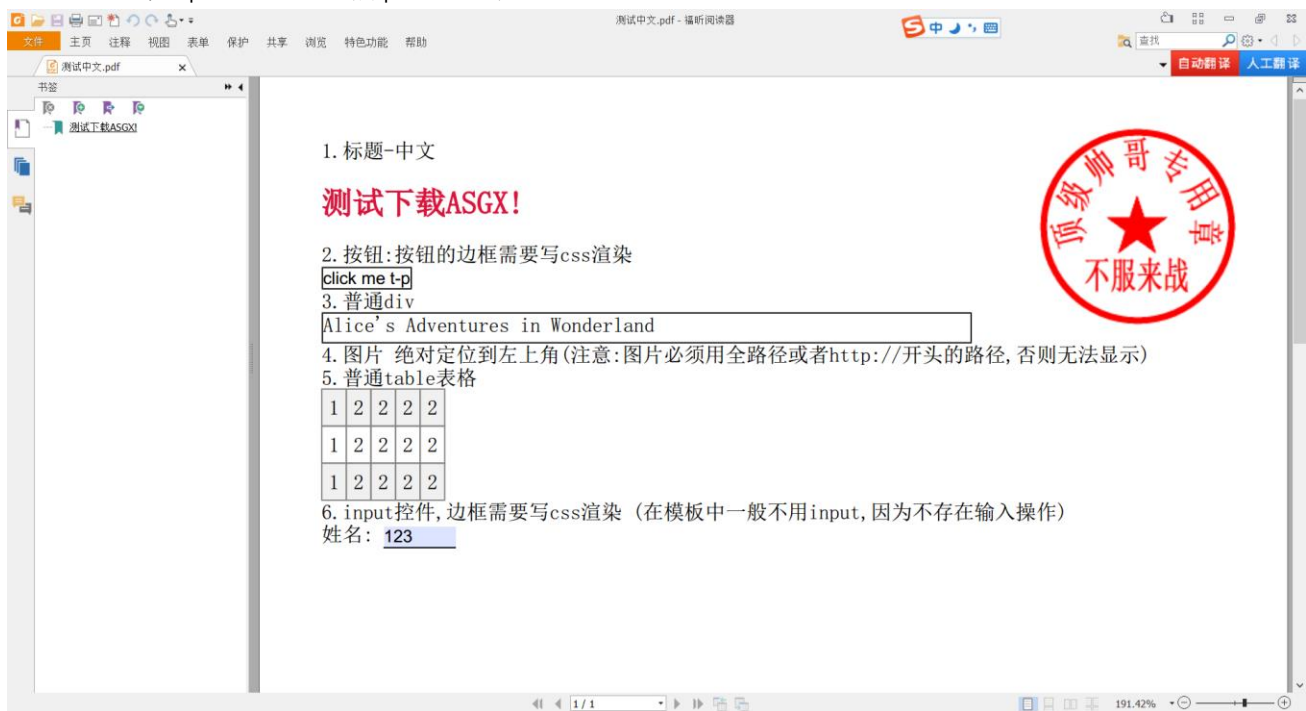 测试中文.pdf - 福昕阅读器
中
文件 主页 注释 视图 表单 保护 共享 浏览 特色功能 帮助
查找
测试中文.pdf x
自动翻译 人工翻译
书签
测试下载ASGX!
1.标题-中文
测试下载ASGX!
2.按钮:按钮的边框需要写css渲染
click me t-p
3.普通div
Alice's Adventures in Wonderland
4.图片 绝对定位到左上角(注意:图片必须用全路径或者http://开头的路径,否则无法显示)
5.普通table表格
1 2 2 2 2
1 2 2 2 2
1 2 2 2 2
6.input控件,边框需要写css渲染 (在模板中一般不用input,因为不存在输入操作)
姓名: 123
顶级帅哥专用章
不服来战
1 / 1
191.42%